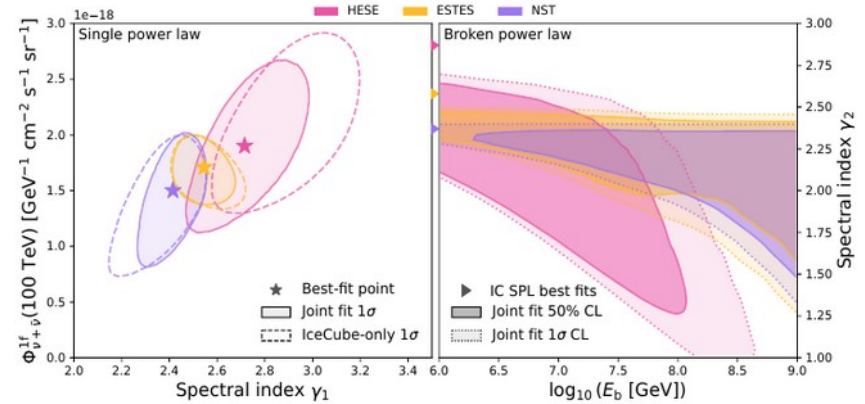 HESE ESTES NST
1e−18
Single power law
Broken power law
3.0
2.5
2.0
1.5
1.0
0.5
0.0
Φ^{1f}_{ν+ν̄}(100 TeV) [GeV⁻¹ cm⁻² s⁻¹ sr⁻¹]
Best-fit point
Joint fit 1σ
IceCube-only 1σ
2.0 2.2 2.4 2.6 2.8 3.0 3.2 3.4
Spectral index γ₁
IC SPL best fits
Joint fit 50% CL
Joint fit 1σ CL
6.0 6.5 7.0 7.5 8.0 8.5 9.0
log₁₀(E_b [GeV])
3.00
2.75
2.50
2.25
2.00
1.75
1.50
1.25
1.00
Spectral index γ₂